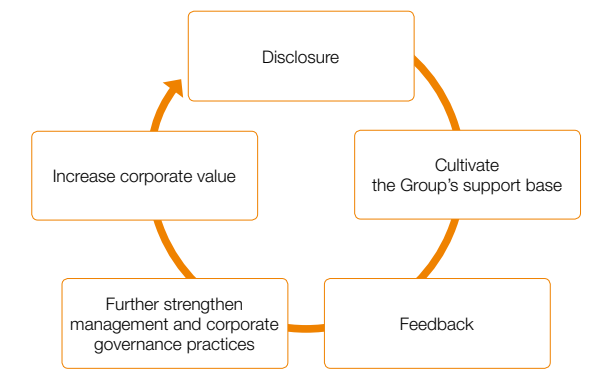 Disclosure
Cultivate
the Group's support base
Feedback
Further strengthen
management and corporate
governance practices
Increase corporate value